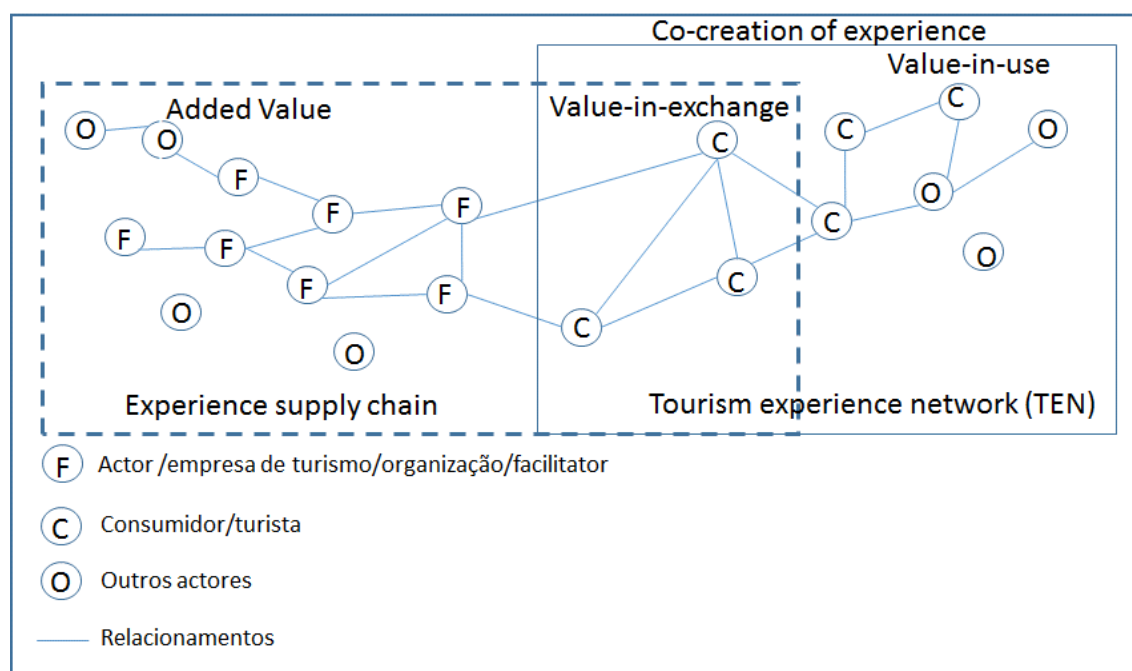 Co-creation of experience
Value-in-use
Added Value
Value-in-exchange
O
O
F
F
F
F
F
F
F
O
O
C
C
C
C
C
C
O
O
O
Experience supply chain
Tourism experience network (TEN)
F Actor /empresa de turismo/organização/facilitator
C Consumidor/turista
O Outros actores
Relacionamentos